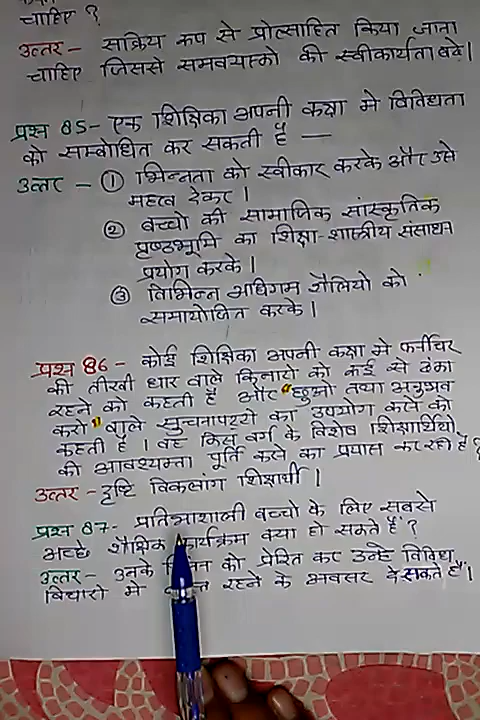 चाहिए ?
उत्तर - सक्रिय रूप से प्रोत्साहित किया जाना
चाहिए जिससे समवयस्को की स्वीकार्यता बढे।
प्रश्न 85 - एक शिक्षिका अपनी कक्षा मे विविधता
को सम्बोधित कर सकती है —
उत्तर - ① भिन्नता को स्वीकार करके और उसे
महत्व देकर।
② बच्चो की सामाजिक सांस्कृतिक
पृष्ठभूमि का शिक्षा-शास्त्रीय संसाधन
प्रयोग करके।
③ विभिन्न अधिगम शैलियो को
समायोजित करके।
प्रश्न 86 - कोई शिक्षिका अपनी कक्षा मे फर्नीचर
की तीखी धार वाले किनारो को रूई से ढंका
रहने को कहती है और "छुओ तथा अनुभव
करो" वाले सूचनापट्टो का उपयोग करने को
कहती है। वह किस वर्ग के विशेष शिक्षार्थियो
की आवश्यकता पूर्ति करने का प्रयास कर रही है ?
उत्तर - दृष्टि विकलांग शिक्षार्थी।
प्रश्न 87 - प्रतिभाशाली बच्चो के लिए सबसे
अच्छे शैक्षिक कार्यक्रम क्या हो सकते है ?
उत्तर - उनके को प्रेरित कर उनके विविध
विचारो मे रहने के अवसर दे सकते है।